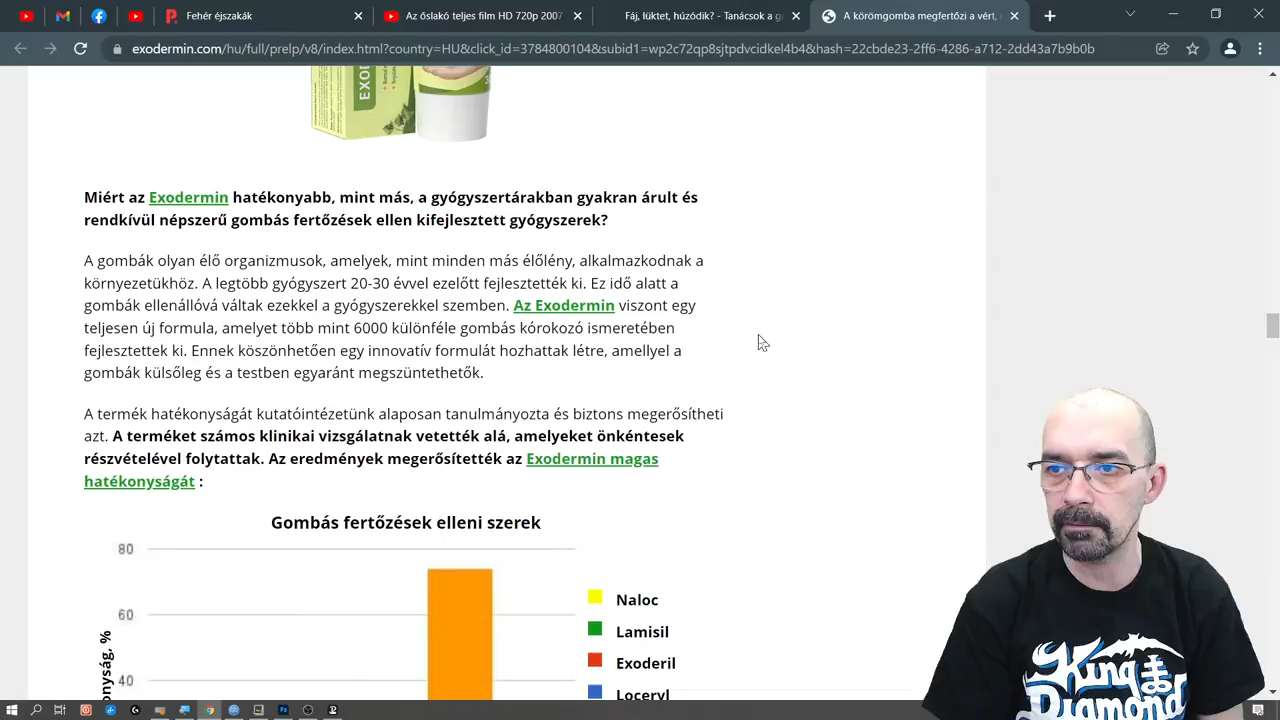 Fehér éjszakák
Az őslakó teljes film HD 720p 2007
Fáj, lüktet, húzódik? - Tanácsok a g
A körömgomba megfertőzi a vért,
exodermin.com/hu/full/prelp/v8/index.html?country=HU&click_id=3784800104&subid1=wp2c72qp8sjtpdvcidkel4b4&hash=22cbde23-2ff6-4286-a712-2dd43a7b9b0b
Miért az Exodermin hatékonyabb, mint más, a gyógyszertárakban gyakran árult és
rendkívül népszerű gombás fertőzések ellen kifejlesztett gyógyszerek?
A gombák olyan élő organizmusok, amelyek, mint minden más élőlény, alkalmazkodnak a
környezetükhöz. A legtöbb gyógyszert 20-30 évvel ezelőtt fejlesztették ki. Ez idő alatt a
gombák ellenállóvá váltak ezekkel a gyógyszerekkel szemben. Az Exodermin viszont egy
teljesen új formula, amelyet több mint 6000 különféle gombás kórokozó ismeretében
fejlesztettek ki. Ennek köszönhetően egy innovatív formulát hozhattak létre, amellyel a
gombák külsőleg és a testben egyaránt megszüntethetők.
A termék hatékonyságát kutatóintézetünk alaposan tanulmányozta és biztons megerősítheti
azt. A terméket számos klinikai vizsgálatnak vetették alá, amelyeket önkéntesek
részvételével folytattak. Az eredmények megerősítették az Exodermin magas
hatékonyságát :
Gombás fertőzések elleni szerek
80
60
40
onyság, %
Naloc
Lamisil
Exoderil
Loceryl
King
Diamond